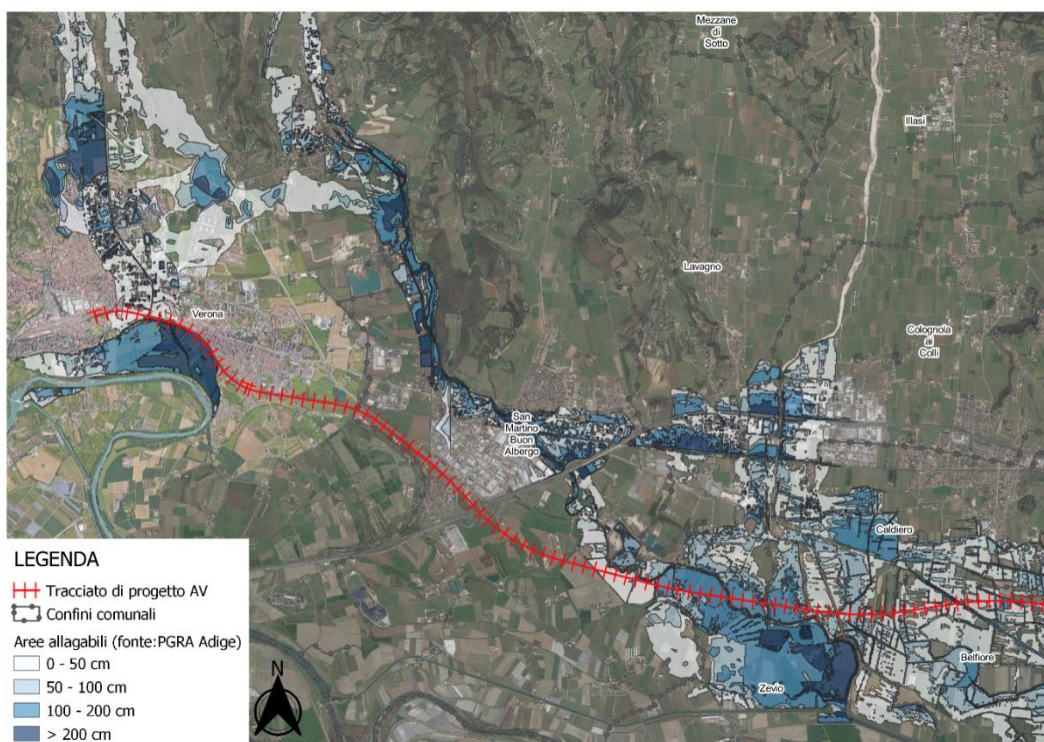 Mezzane
di
Sotto
Illasi
Lavagno
Verona
Colognola
ai
Colli
San
Martino
Buon
Albergo
Caldiero
Belfiore
Zevio
LEGENDA
Tracciato di progetto AV
Confini comunali
Aree allagabili (fonte:PGRA Adige)
0 - 50 cm
50 - 100 cm
100 - 200 cm
> 200 cm
N